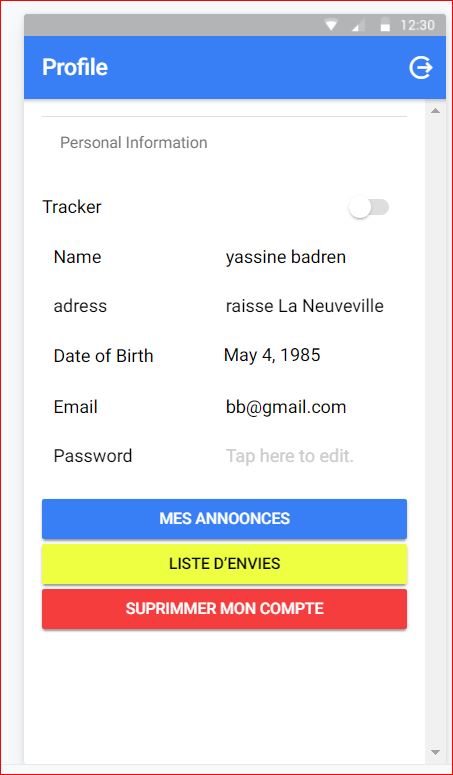 12:30
Profile
Personal Information
Tracker
Name yassine badren
adress raisse La Neuveville
Date of Birth May 4, 1985
Email bb@gmail.com
Password Tap here to edit.
MES ANNOONCES
LISTE D'ENVIES
SUPRIMMER MON COMPTE